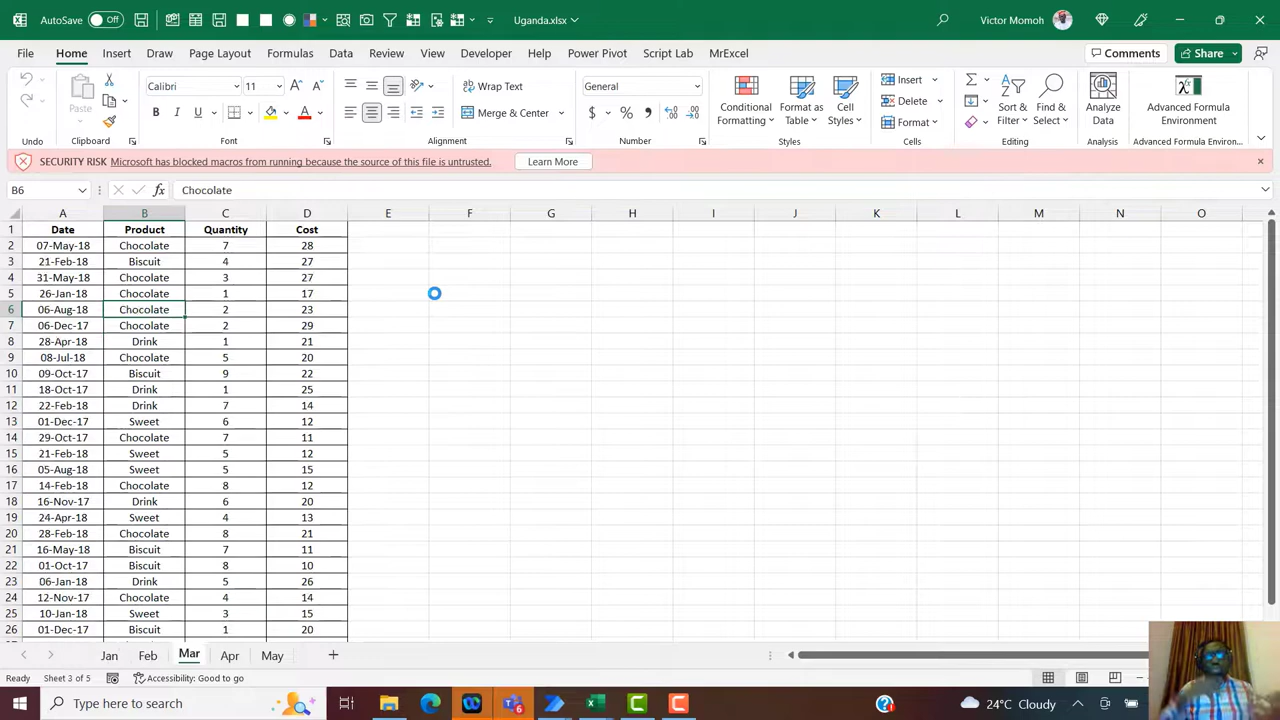 AutoSave Off Uganda.xlsx Victor Momoh
File Home Insert Draw Page Layout Formulas Data Review View Developer Help Power Pivot Script Lab MrExcel Comments Share
Calibri 11 Wrap Text General Insert
Paste Merge & Center Conditional Formatting Format as Table Cell Styles Delete Sort & Filter Find & Select Analyze Data Advanced Formula Environment
Format
Undo Clipboard Font Alignment Number Styles Cells Editing Analysis Advanced Formula Environ...
SECURITY RISK Microsoft has blocked macros from running because the source of this file is untrusted. Learn More
B6 fx Chocolate
A B C D E F G H I J K L M N O
1 Date Product Quantity Cost
2 07-May-18 Chocolate 7 28
3 21-Feb-18 Biscuit 4 27
4 31-May-18 Chocolate 3 27
5 26-Jan-18 Chocolate 1 17
6 06-Aug-18 Chocolate 2 23
7 06-Dec-17 Chocolate 2 29
8 28-Apr-18 Drink 1 21
9 08-Jul-18 Chocolate 5 20
10 09-Oct-17 Biscuit 9 22
11 18-Oct-17 Drink 1 25
12 22-Feb-18 Drink 7 14
13 01-Dec-17 Sweet 6 12
14 29-Oct-17 Chocolate 7 11
15 21-Feb-18 Sweet 5 12
16 05-Aug-18 Sweet 5 15
17 14-Feb-18 Chocolate 8 12
18 16-Nov-17 Drink 6 20
19 24-Apr-18 Sweet 4 13
20 28-Feb-18 Chocolate 8 21
21 16-May-18 Biscuit 7 11
22 01-Oct-17 Biscuit 8 10
23 06-Jan-18 Drink 5 26
24 12-Nov-17 Chocolate 4 14
25 10-Jan-18 Sweet 3 15
26 01-Dec-17 Biscuit 1 20
Jan Feb Mar Apr May
Ready Sheet 3 of 5 Accessibility: Good to go
Type here to search 24°C Cloudy